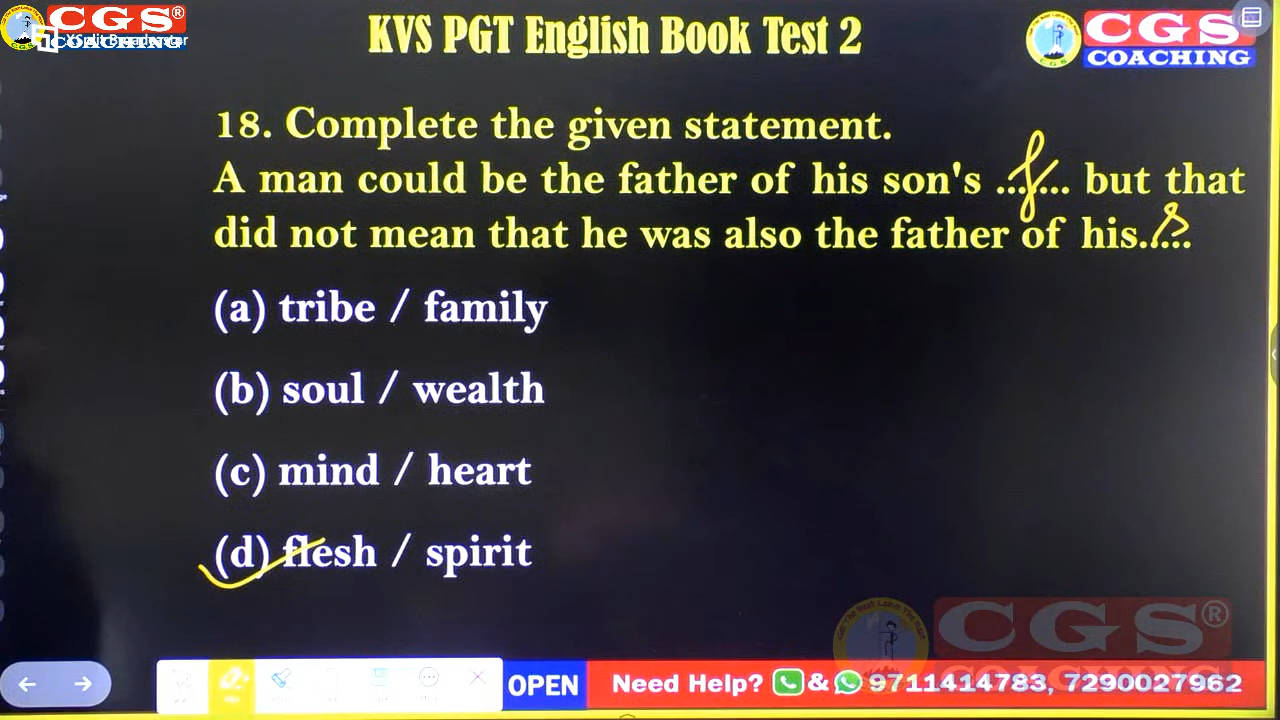 CGS®
COACHING
KVS PGT English Book Test 2
CGS
COACHING
18. Complete the given statement.
A man could be the father of his son's ...f... but that
did not mean that he was also the father of his..s...
(a) tribe / family
(b) soul / wealth
(c) mind / heart
(d) flesh / spirit
CGS®
COACHING
OPEN
Need Help? & 9711414783, 7290027962